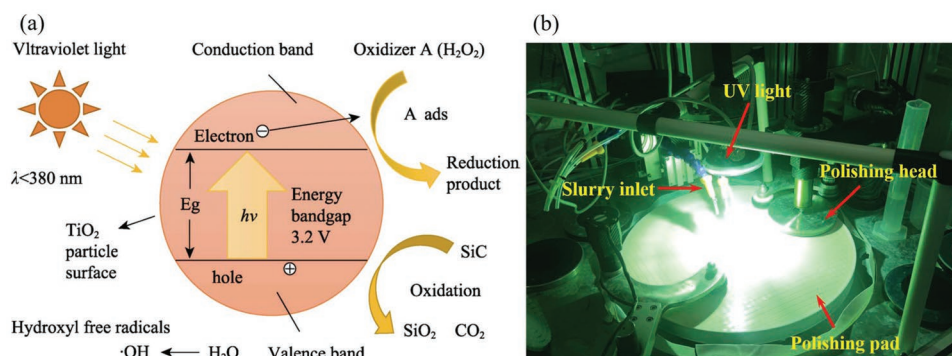 (a)
Vltraviolet light
Conduction band
Oxidizer A (H₂O₂)
Electron
⊖
A ads
λ<380 nm
Reduction
product
Eg
hν
Energy
bandgap
3.2 V
TiO₂
particle
surface
hole
⊕
SiC
Oxidation
SiO₂ CO₂
Hydroxyl free radicals
·OH
H₂O
Valence band
(b)
UV light
Slurry inlet
Polishing head
Polishing pad